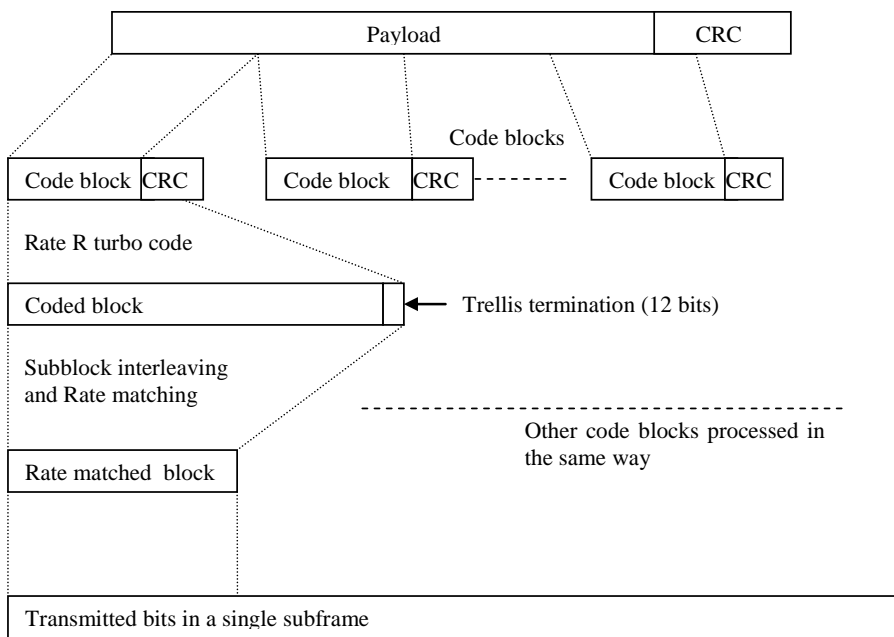 Payload CRC
Code blocks
Code block CRC Code block CRC Code block CRC
Rate R turbo code
Coded block
Trellis termination (12 bits)
Subblock interleaving
and Rate matching
Other code blocks processed in
the same way
Rate matched block
Transmitted bits in a single subframe